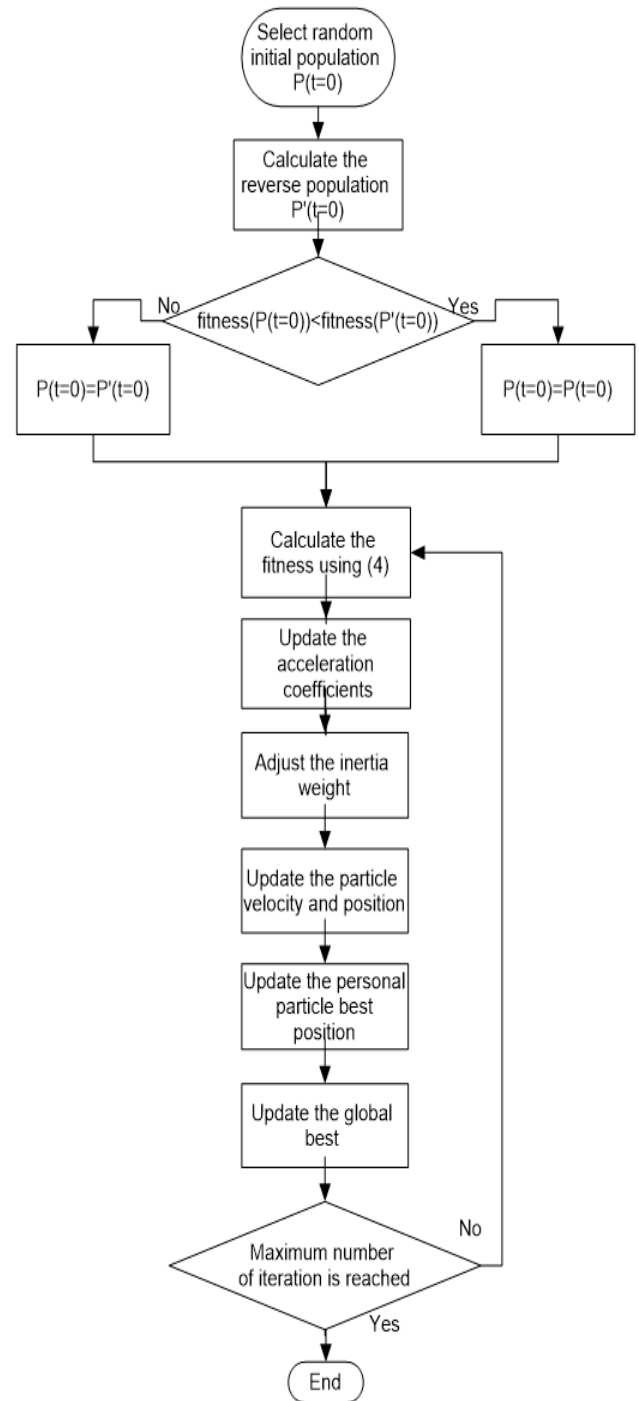 Select random
initial population
P(t=0)
Calculate the
reverse population
P'(t=0)
No
fitness(P(t=0))<fitness(P'(t=0))
Yes
P(t=0)=P'(t=0)
P(t=0)=P(t=0)
Calculate the
fitness using (4)
Update the
acceleration
coefficients
Adjust the inertia
weight
Update the particle
velocity and position
Update the personal
particle best
position
Update the global
best
No
Maximum number
of iteration is reached
Yes
End